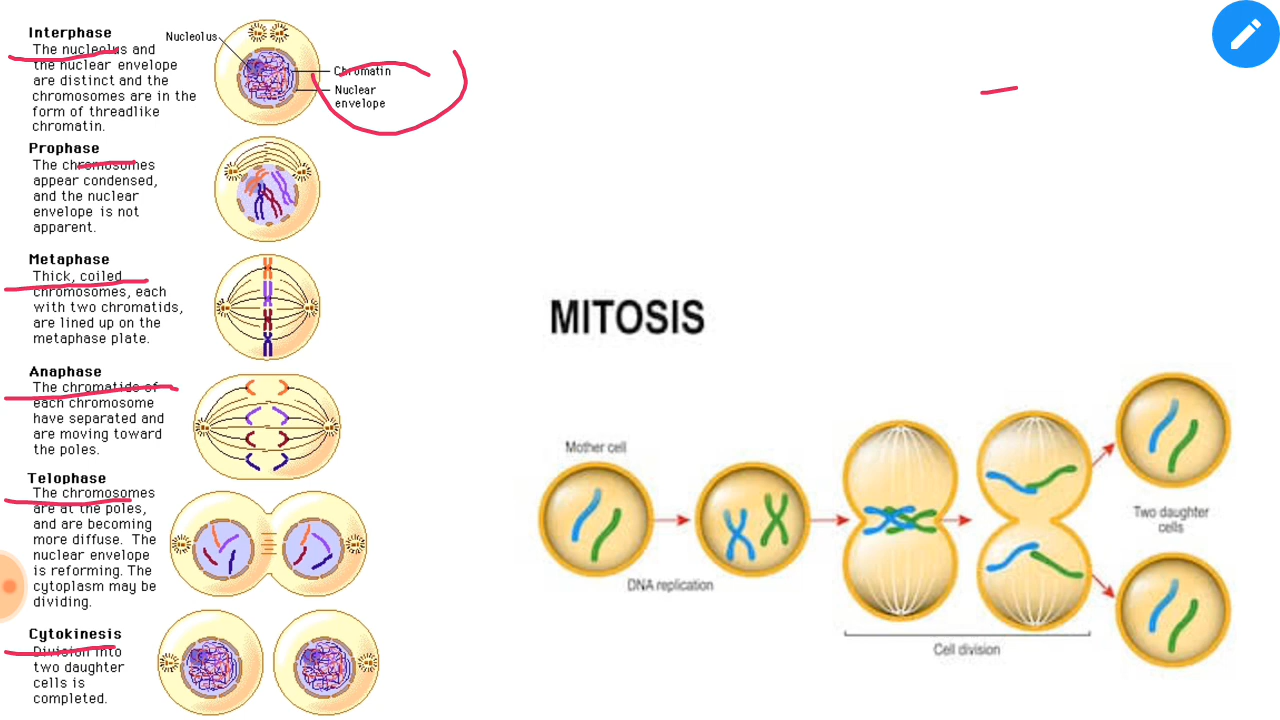 Interphase
The nucleolus and
the nuclear envelope
are distinct and the
chromosomes are in the
form of threadlike
chromatin.
Nucleolus
Chromatin
Nuclear
envelope
Prophase
The chromosomes
appear condensed,
and the nuclear
envelope is not
apparent.
Metaphase
Thick, coiled
chromosomes, each
with two chromatids,
are lined up on the
metaphase plate.
Anaphase
The chromatids of
each chromosome
have separated and
are moving toward
the poles.
Telophase
The chromosomes
are at the poles,
and are becoming
more diffuse. The
nuclear envelope
is reforming. The
cytoplasm may be
dividing.
Cytokinesis
Division into
two daughter
cells is
completed.
MITOSIS
Mother cell
DNA replication
Cell division
Two daughter
cells